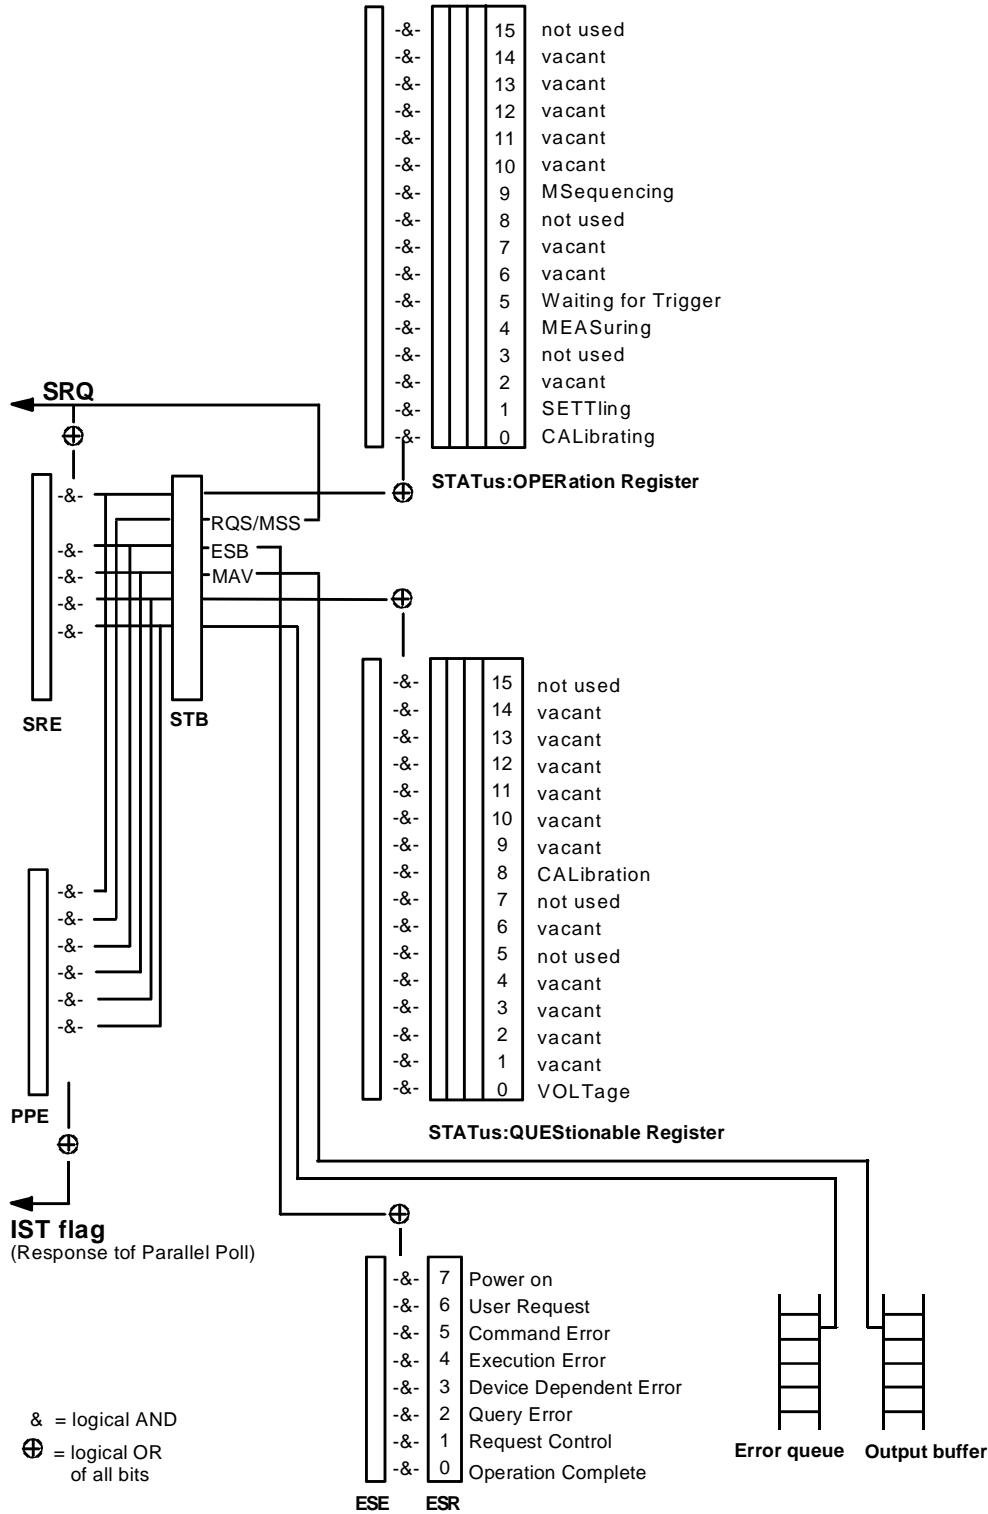 -&- 15 not used
-&- 14 vacant
-&- 13 vacant
-&- 12 vacant
-&- 11 vacant
-&- 10 vacant
-&- 9 MSequencing
-&- 8 not used
-&- 7 vacant
-&- 6 vacant
-&- 5 Waiting for Trigger
-&- 4 MEASuring
-&- 3 not used
-&- 2 vacant
-&- 1 SETTling
-&- 0 CALibrating
STATus:OPERation Register
SRQ
-&-
RQS/MSS
-&- ESB
-&- MAV
-&-
-&-
SRE
STB
-&- 15 not used
-&- 14 vacant
-&- 13 vacant
-&- 12 vacant
-&- 11 vacant
-&- 10 vacant
-&- 9 vacant
-&- 8 CALibration
-&- 7 not used
-&- 6 vacant
-&- 5 not used
-&- 4 vacant
-&- 3 vacant
-&- 2 vacant
-&- 1 vacant
-&- 0 VOLTage
STATus:QUEStionable Register
-&-
-&-
-&-
-&-
-&-
-&-
PPE
IST flag
(Response tof Parallel Poll)
-&- 7 Power on
-&- 6 User Request
-&- 5 Command Error
-&- 4 Execution Error
-&- 3 Device Dependent Error
-&- 2 Query Error
-&- 1 Request Control
-&- 0 Operation Complete
ESE ESR
Error queue Output buffer
& = logical AND
⊕ = logical OR
of all bits